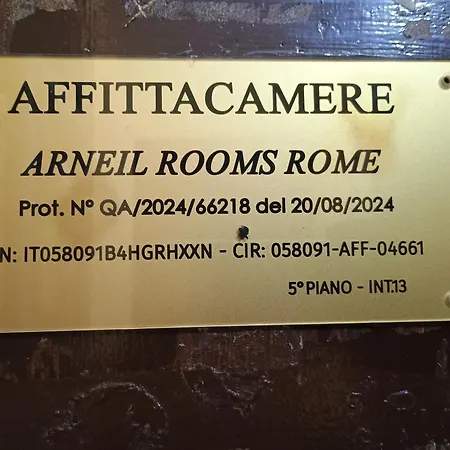 AFFITTACAMERE
ARNEIL ROOMS ROME
Prot. N° QA/2024/66218 del 20/08/2024
N: IT058091B4HGRHXXN - CIR: 058091-AFF-04661
5° PIANO - INT.13